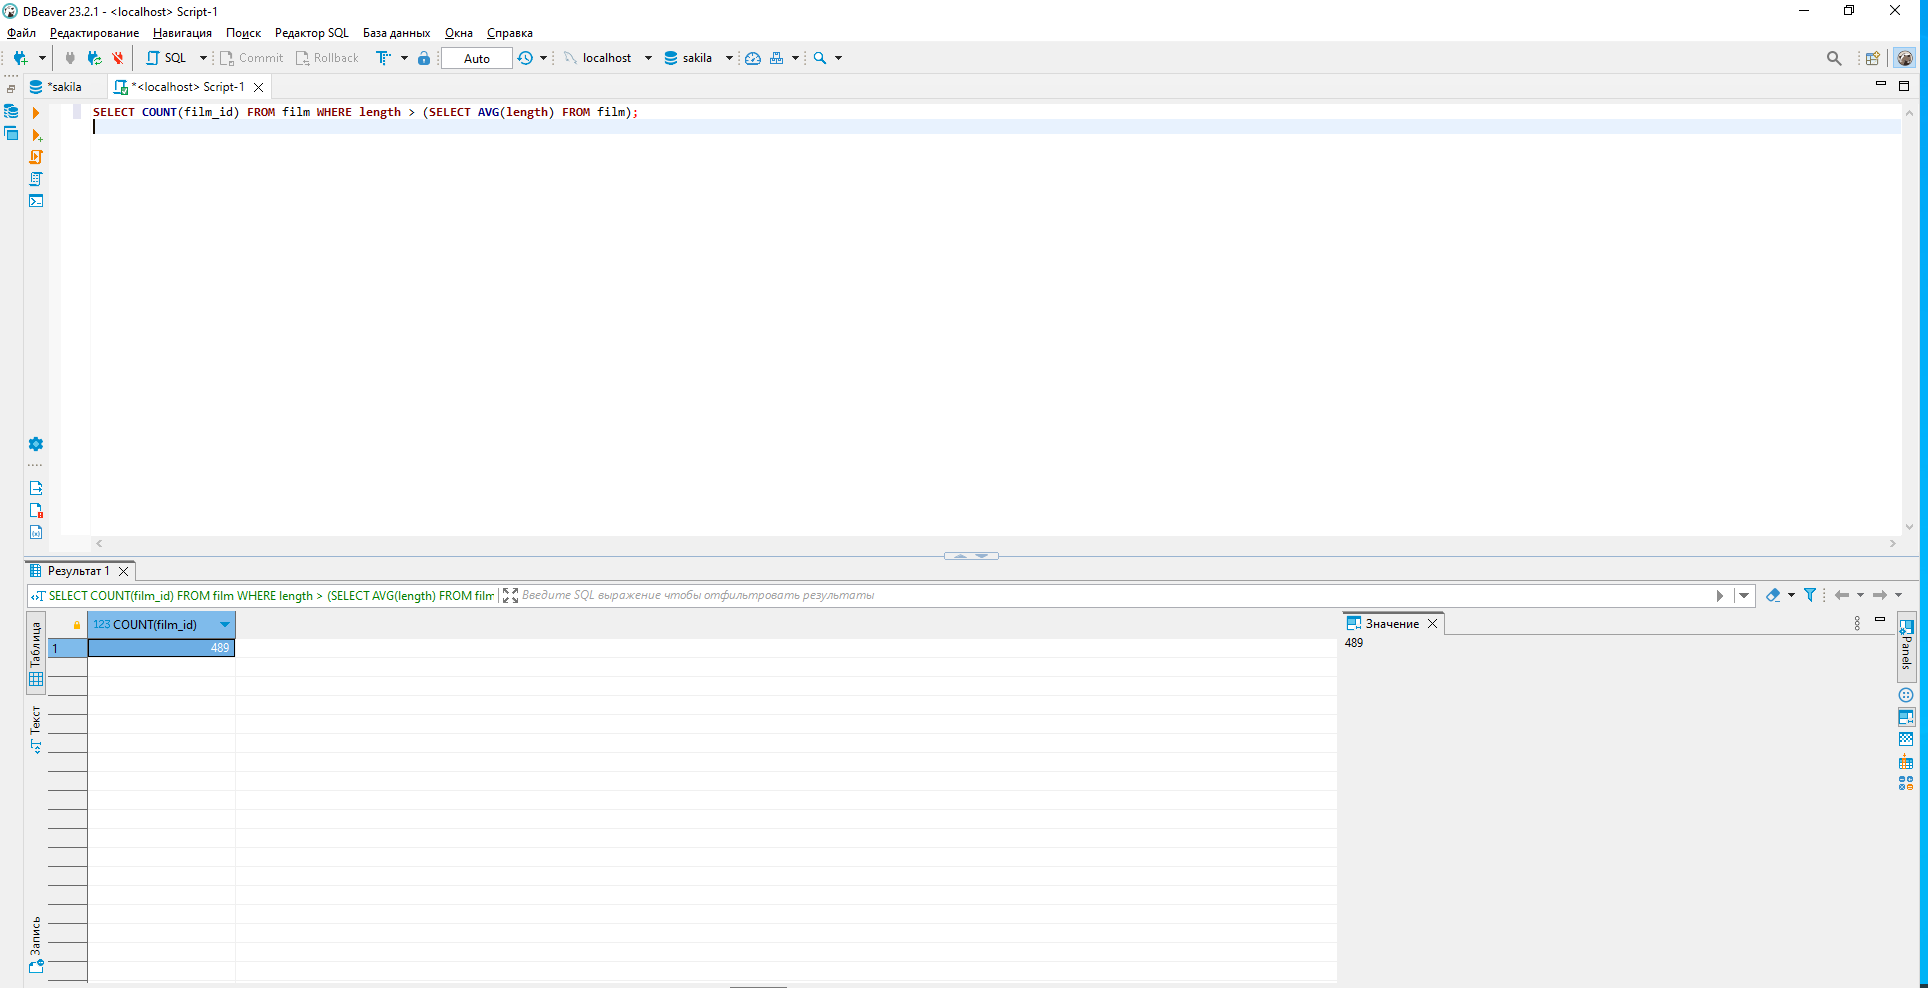 DBeaver 23.2.1 - <localhost> Script-1
Файл Редактирование Навигация Поиск Редактор SQL База данных Окна Справка
SQL Commit Rollback Auto localhost sakila
*sakila *<localhost> Script-1
SELECT COUNT(film_id) FROM film WHERE length > (SELECT AVG(length) FROM film);
Результат 1
SELECT COUNT(film_id) FROM film WHERE length > (SELECT AVG(length) FROM film Введите SQL выражение чтобы отфильтровать результаты
123 COUNT(film_id)
1 489
Значение
489
Таблица
Текст
Запись
Panels